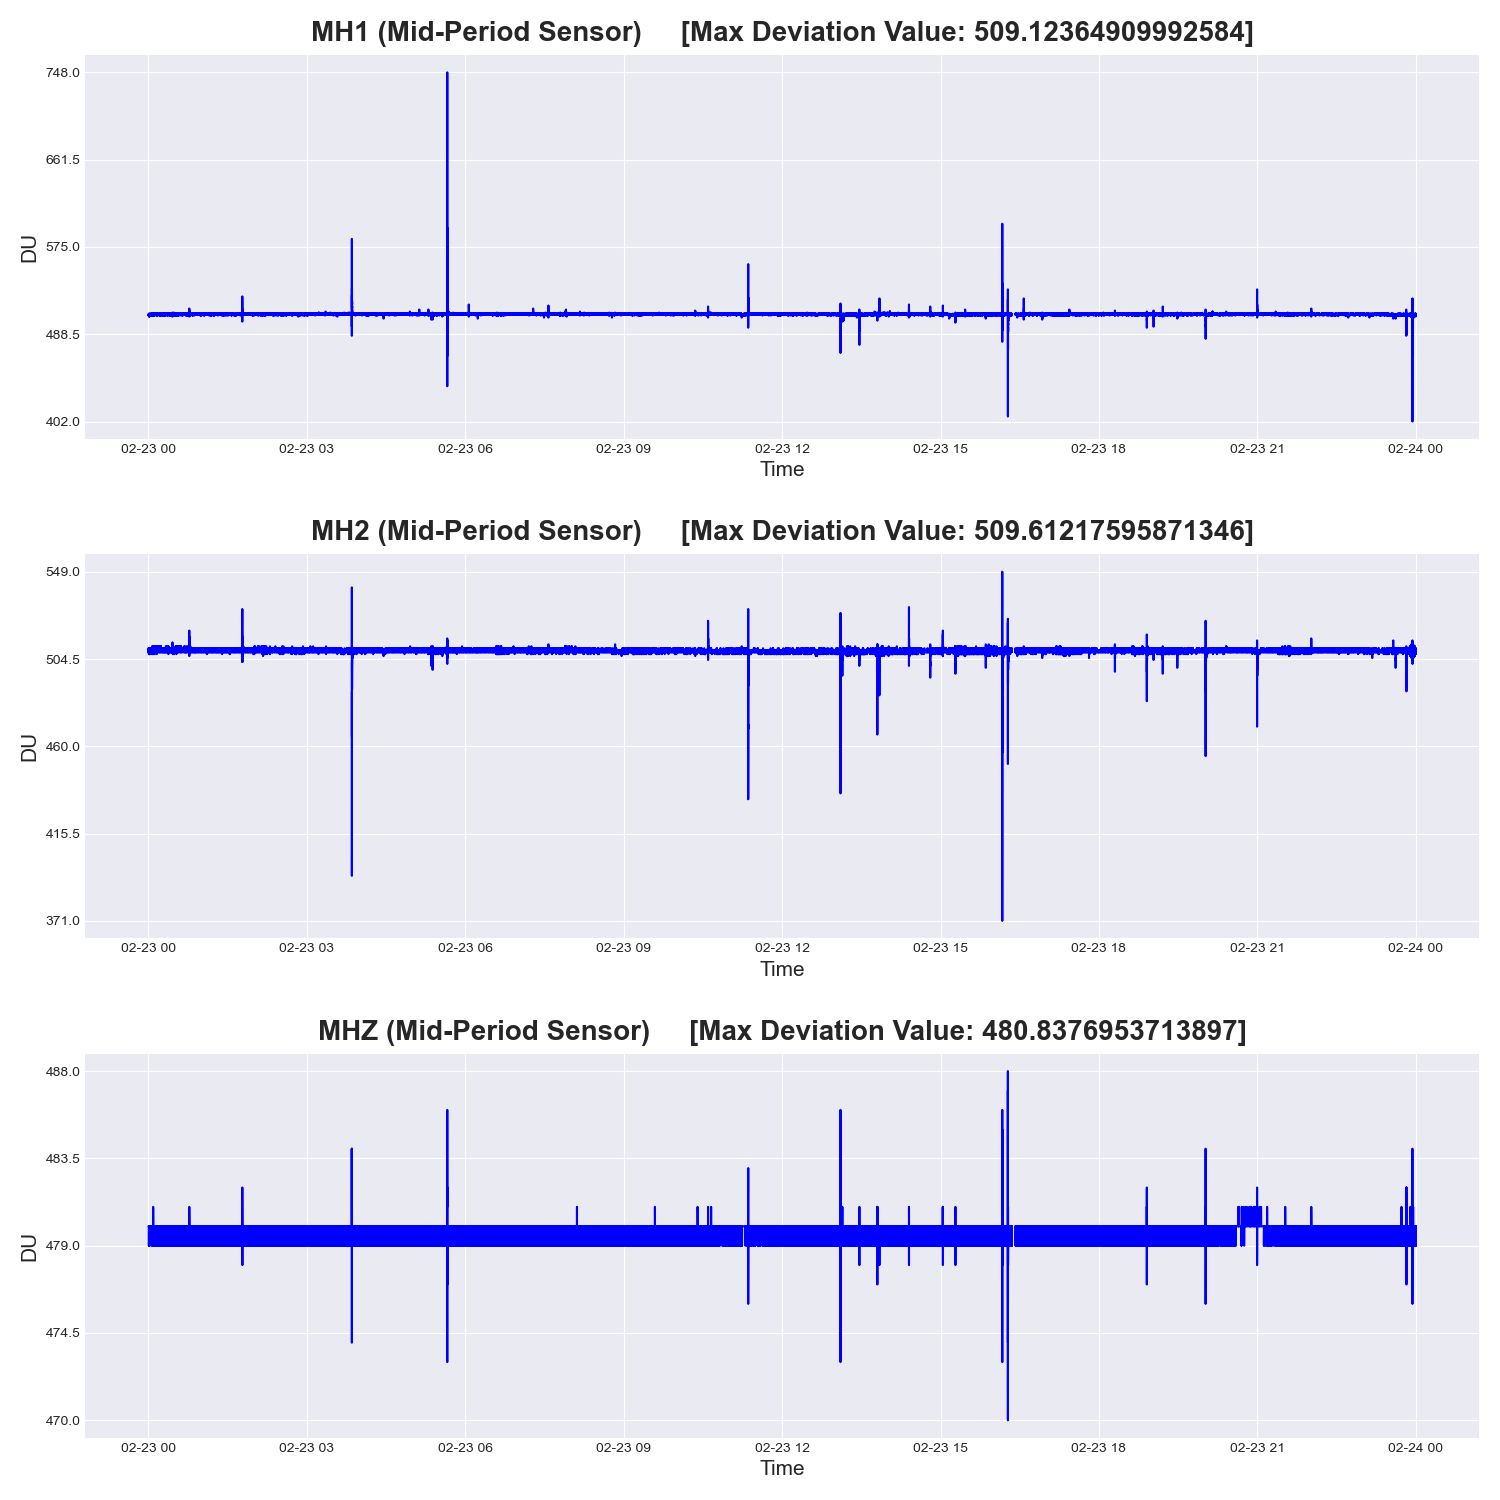 MH1 (Mid-Period Sensor) [Max Deviation Value: 509.12364909992584]
748.0
661.5
575.0
488.5
402.0
DU
02-23 00 02-23 03 02-23 06 02-23 09 02-23 12 02-23 15 02-23 18 02-23 21 02-24 00
Time
MH2 (Mid-Period Sensor) [Max Deviation Value: 509.61217595871346]
549.0
504.5
460.0
415.5
371.0
DU
02-23 00 02-23 03 02-23 06 02-23 09 02-23 12 02-23 15 02-23 18 02-23 21 02-24 00
Time
MHZ (Mid-Period Sensor) [Max Deviation Value: 480.8376953713897]
488.0
483.5
479.0
474.5
470.0
DU
02-23 00 02-23 03 02-23 06 02-23 09 02-23 12 02-23 15 02-23 18 02-23 21 02-24 00
Time